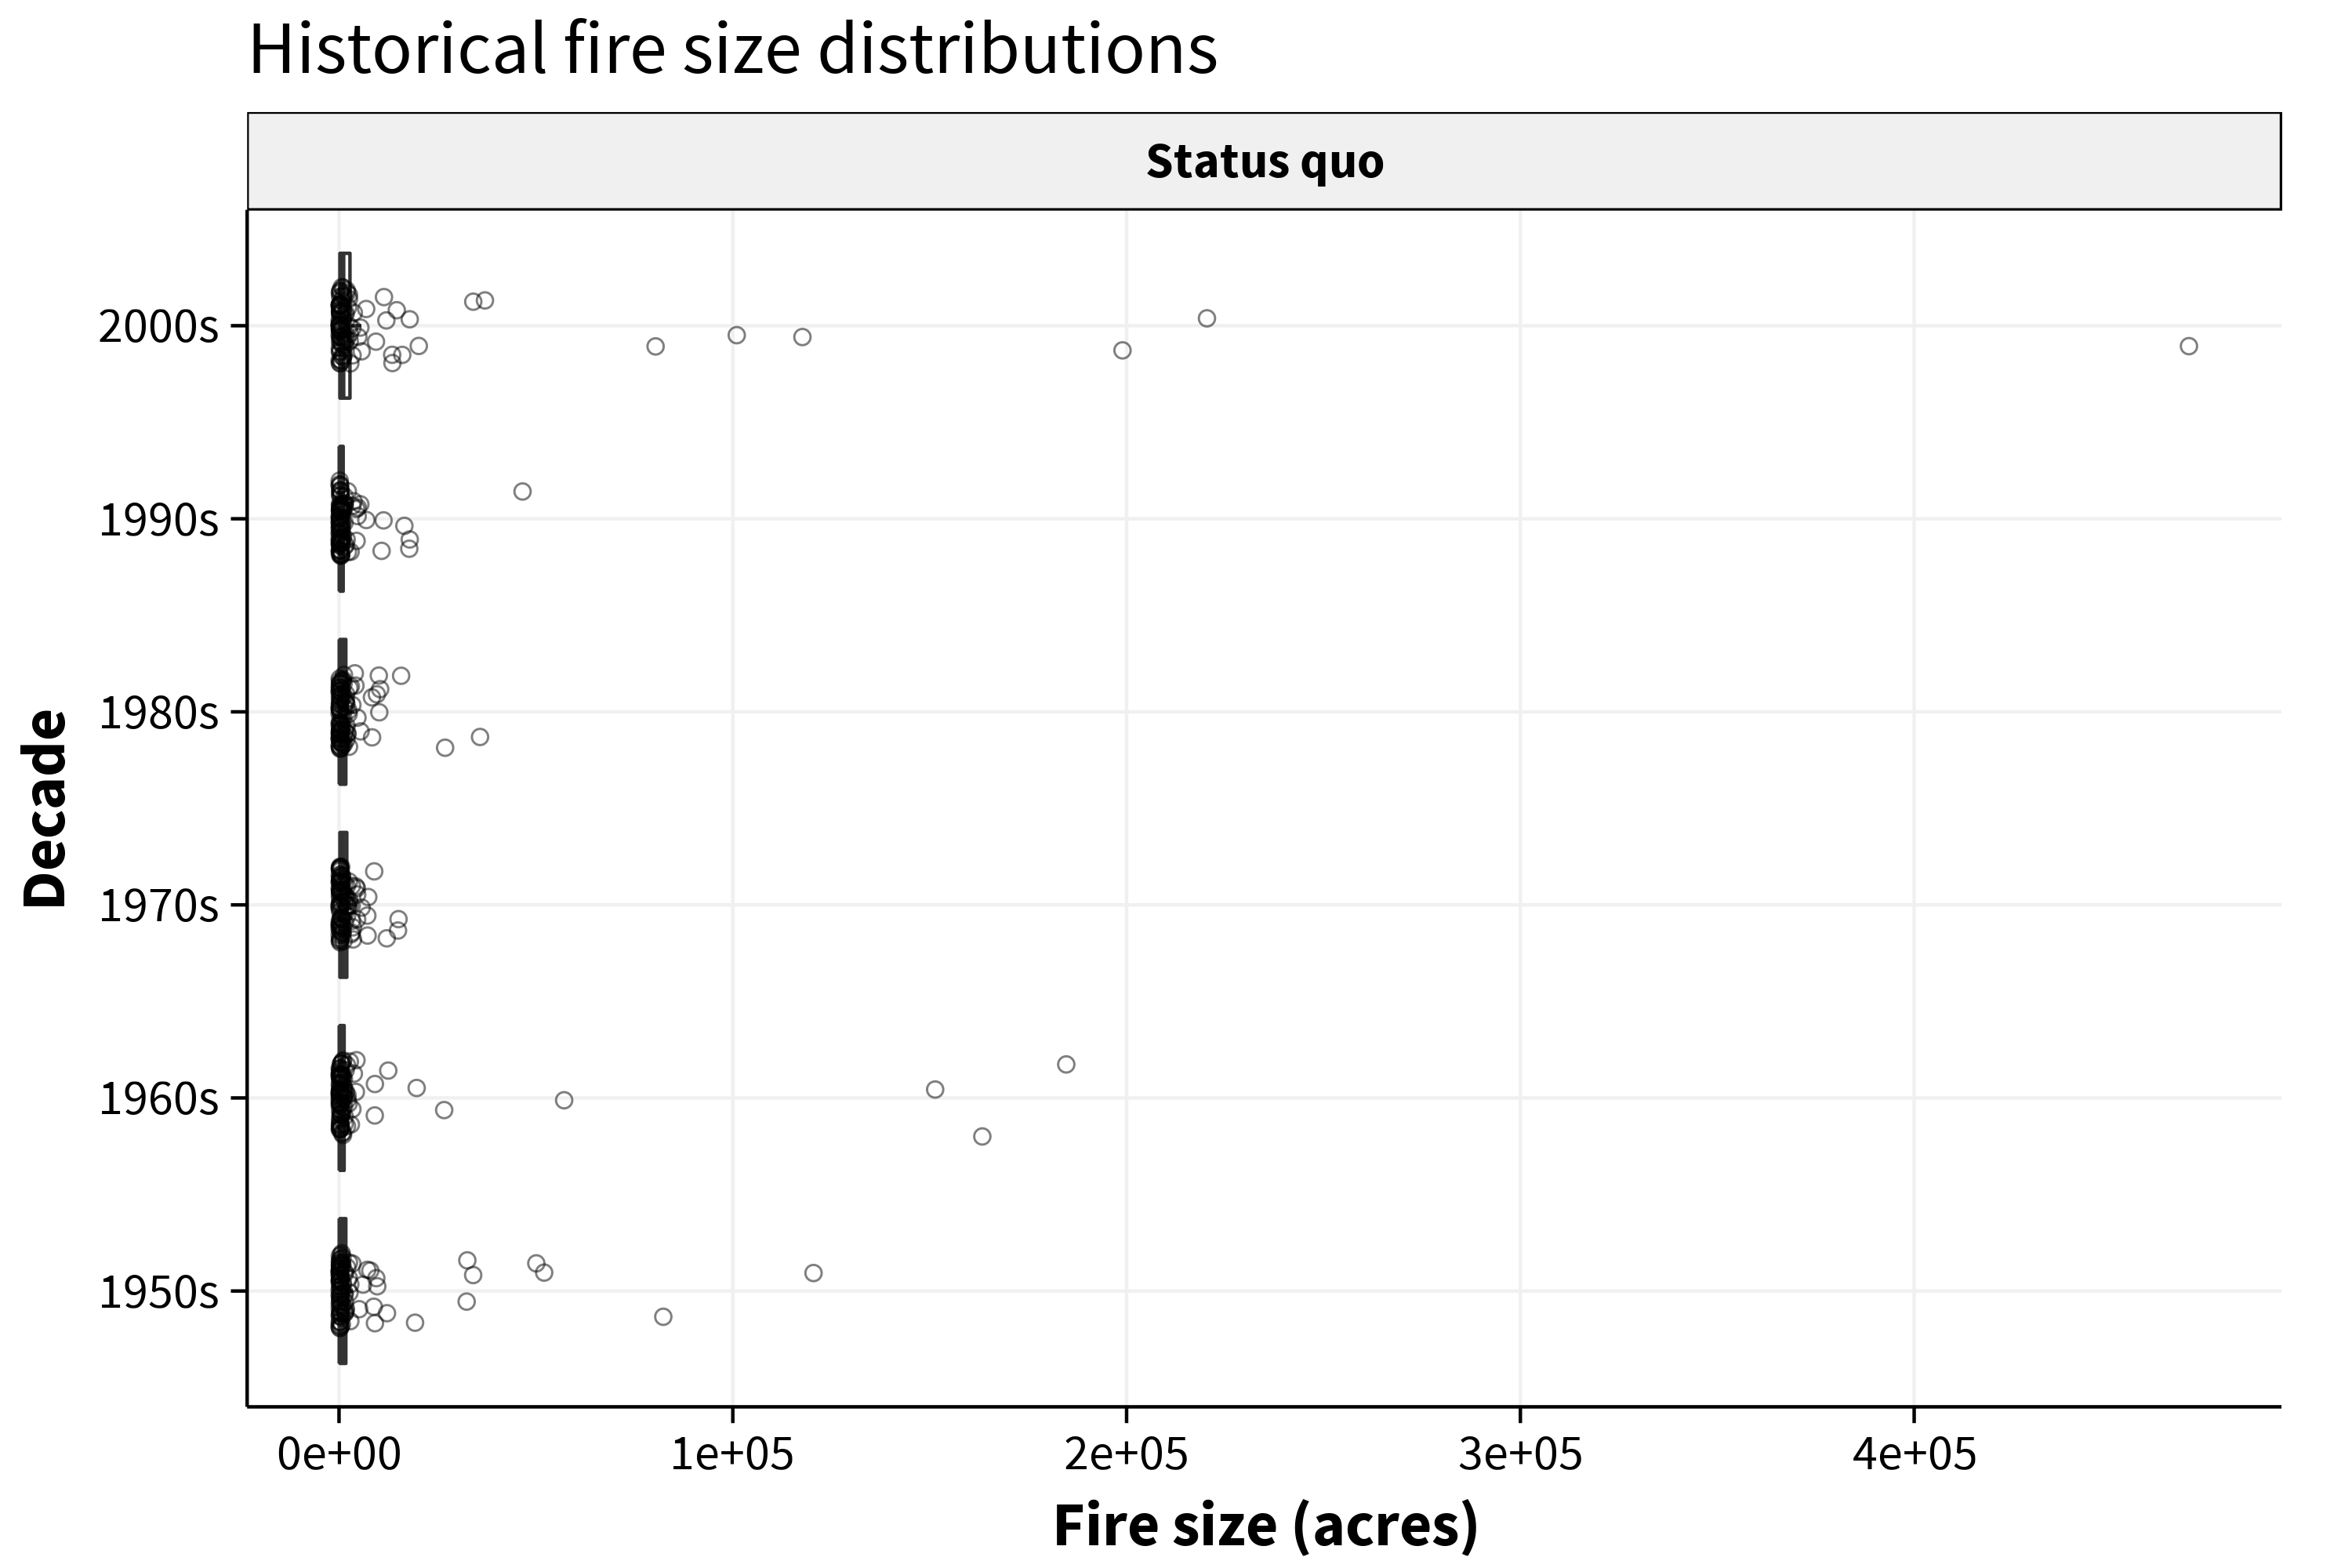 Historical fire size distributions
Status quo
2000s
1990s
1980s
1970s
1960s
1950s
Decade
0e+00 1e+05 2e+05 3e+05 4e+05
Fire size (acres)